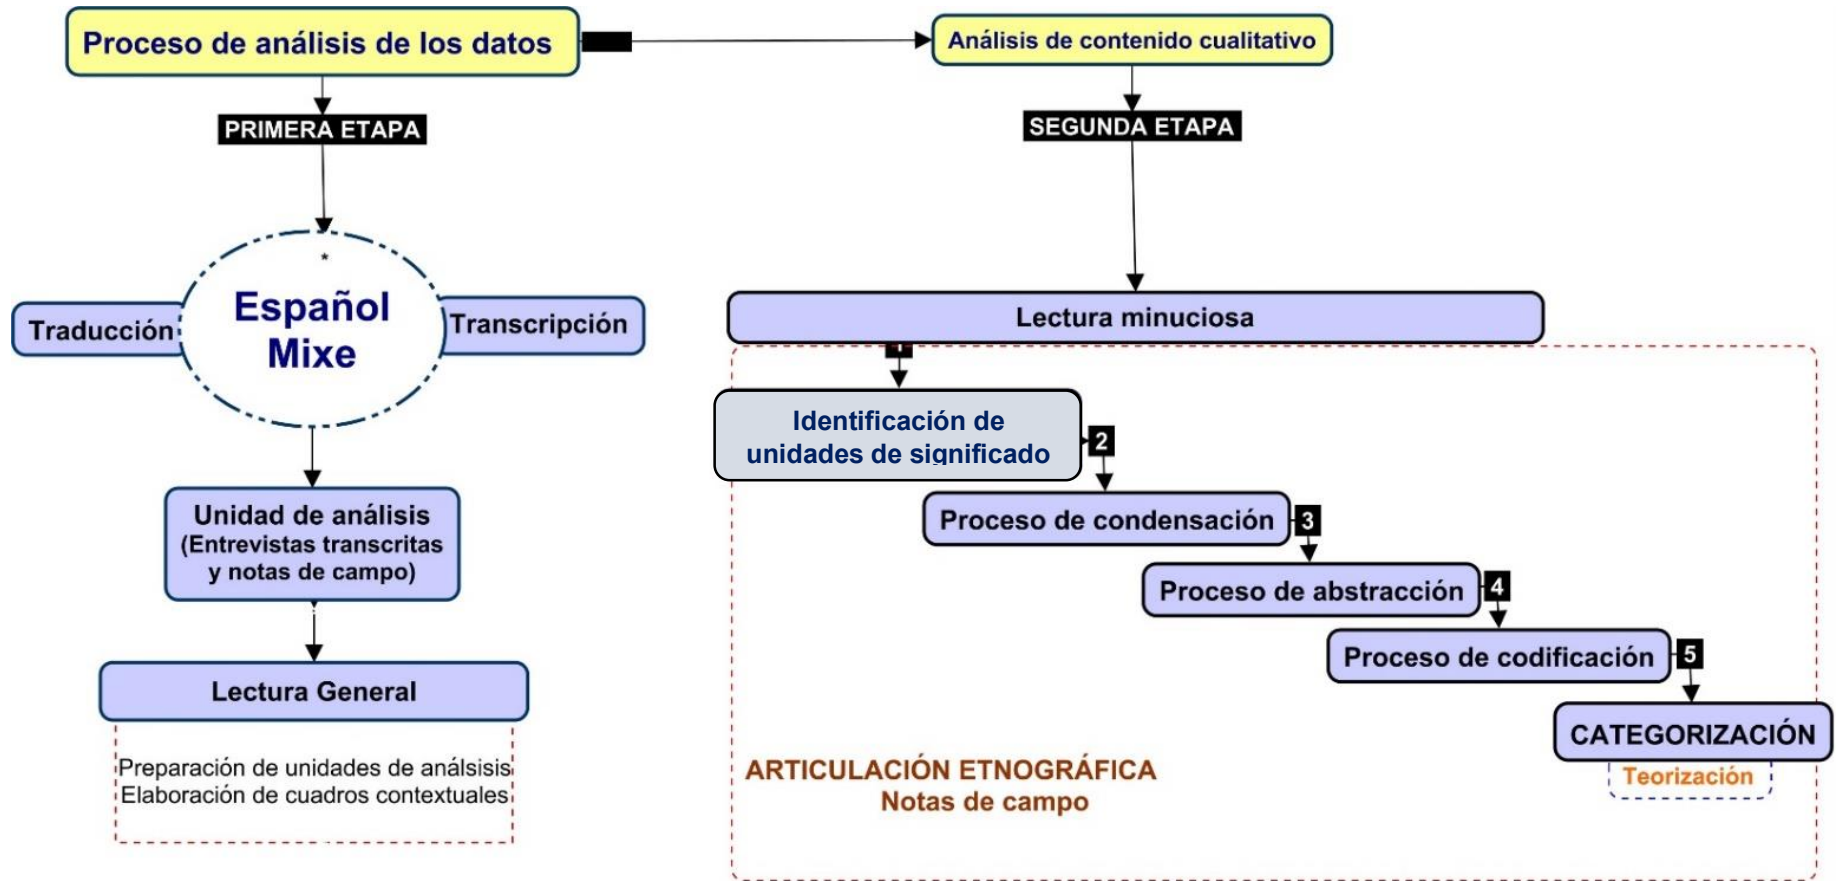 Proceso de análisis de los datos
Análisis de contenido cualitativo
PRIMERA ETAPA
SEGUNDA ETAPA
*
Español
Mixe
Traducción
Transcripción
Lectura minuciosa
1
Identificación de
unidades de significado
2
Proceso de condensación
3
Unidad de análisis
(Entrevistas transcritas
y notas de campo)
Proceso de abstracción
4
Proceso de codificación
5
Lectura General
CATEGORIZACIÓN
Teorización
Preparación de unidades de análsisis
Elaboración de cuadros contextuales
ARTICULACIÓN ETNOGRÁFICA
Notas de campo